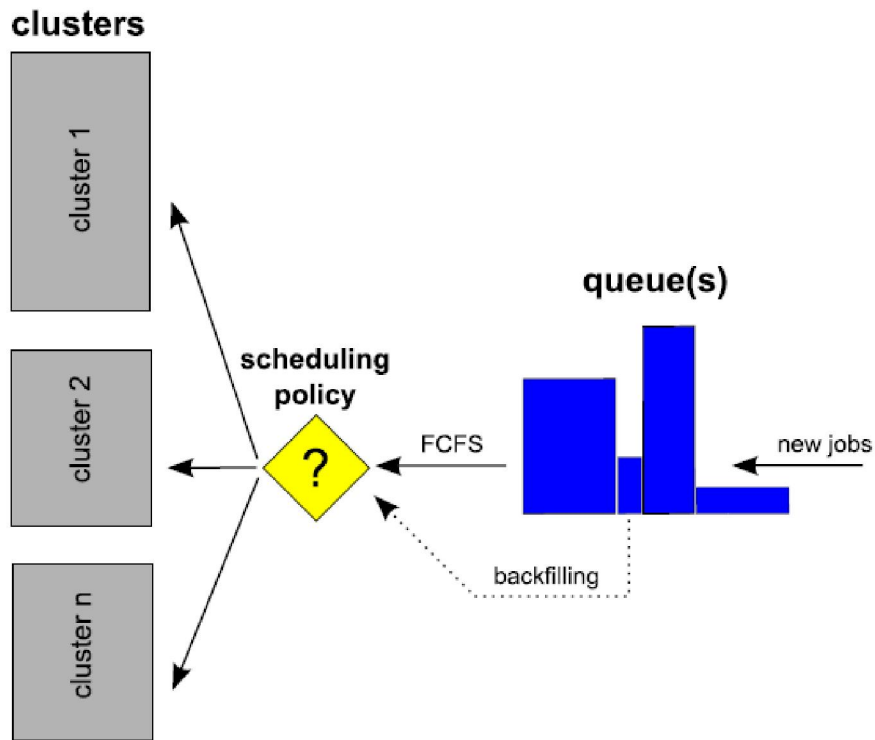 clusters
cluster 1
cluster 2
cluster n
scheduling
policy
?
FCFS
backfilling
queue(s)
new jobs